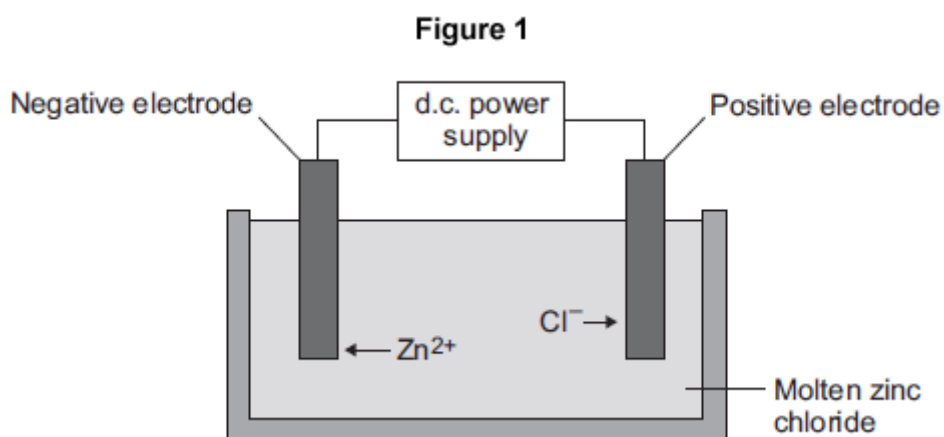 Figure 1
Negative electrode
d.c. power
supply
Positive electrode
Cl⁻
Zn²⁺
Molten zinc
chloride